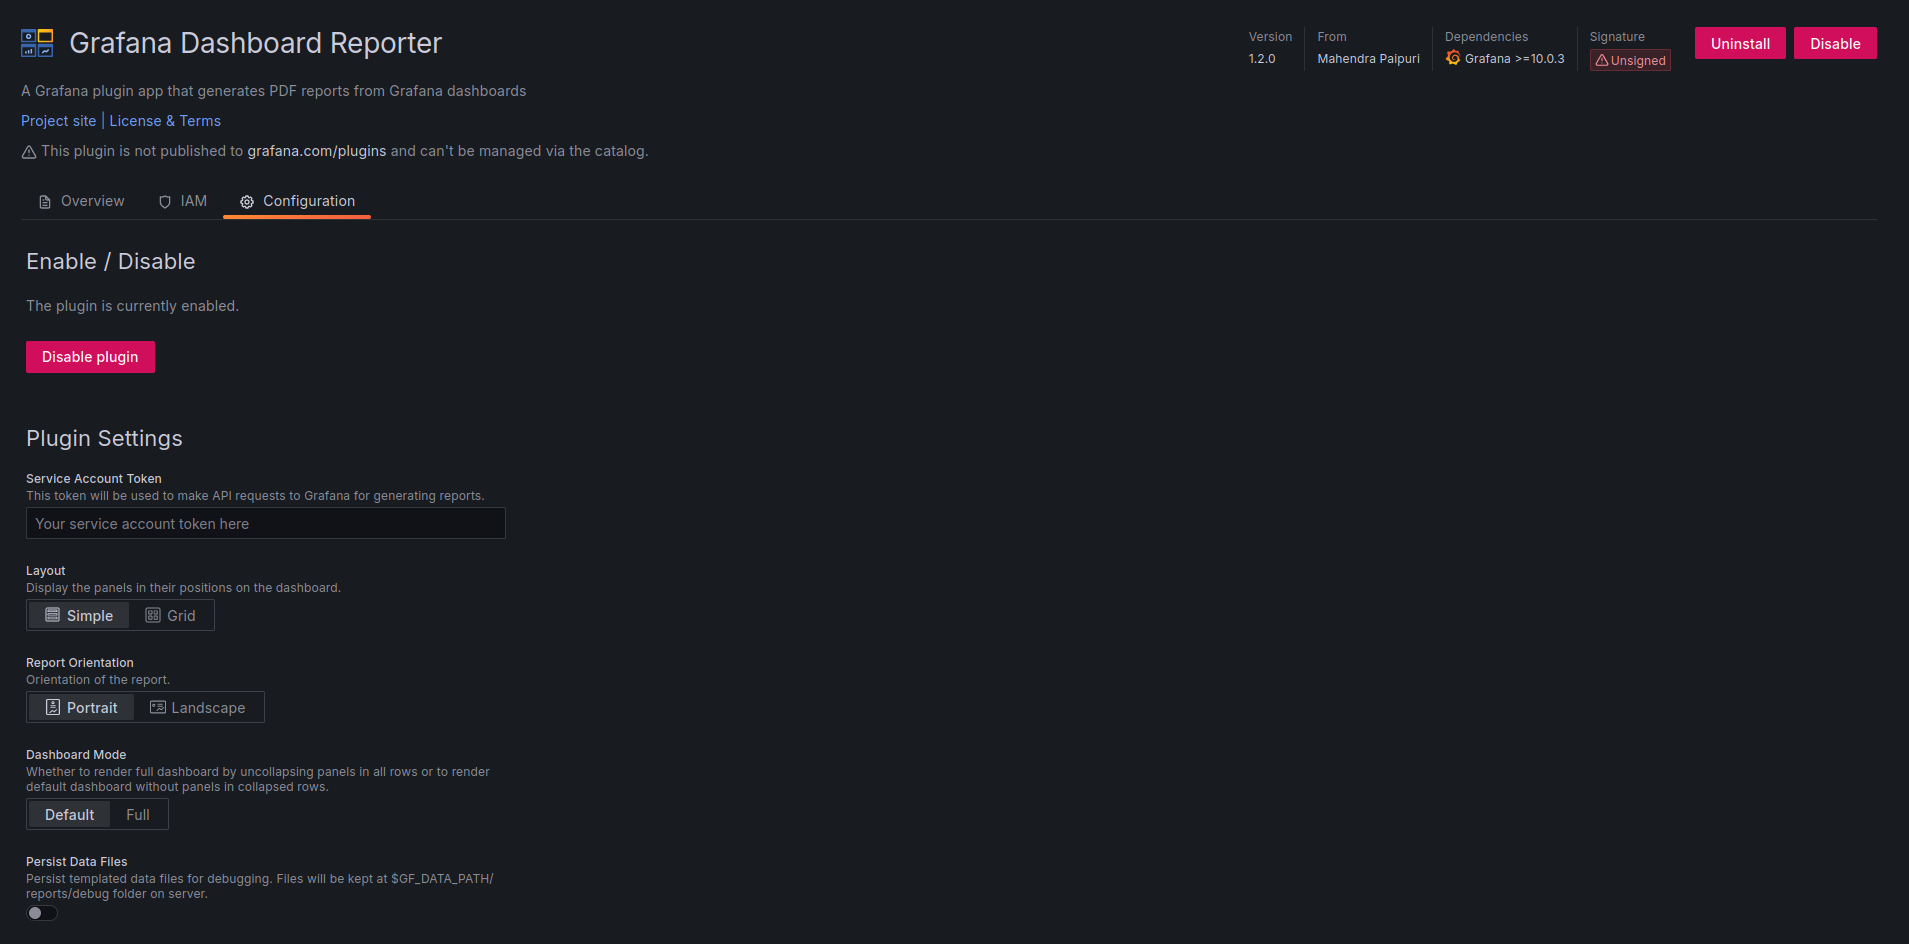 Grafana Dashboard Reporter
Version
1.2.0
From
Mahendra Paipuri
Dependencies
Grafana >=10.0.3
Signature
Unsigned
Uninstall
Disable
A Grafana plugin app that generates PDF reports from Grafana dashboards
Project site | License & Terms
This plugin is not published to grafana.com/plugins and can't be managed via the catalog.
Overview
IAM
Configuration
Enable / Disable
The plugin is currently enabled.
Disable plugin
Plugin Settings
Service Account Token
This token will be used to make API requests to Grafana for generating reports.
Your service account token here
Layout
Display the panels in their positions on the dashboard.
Simple
Grid
Report Orientation
Orientation of the report.
Portrait
Landscape
Dashboard Mode
Whether to render full dashboard by uncollapsing panels in all rows or to render
default dashboard without panels in collapsed rows.
Default
Full
Persist Data Files
Persist templated data files for debugging. Files will be kept at $GF_DATA_PATH/
reports/debug folder on server.